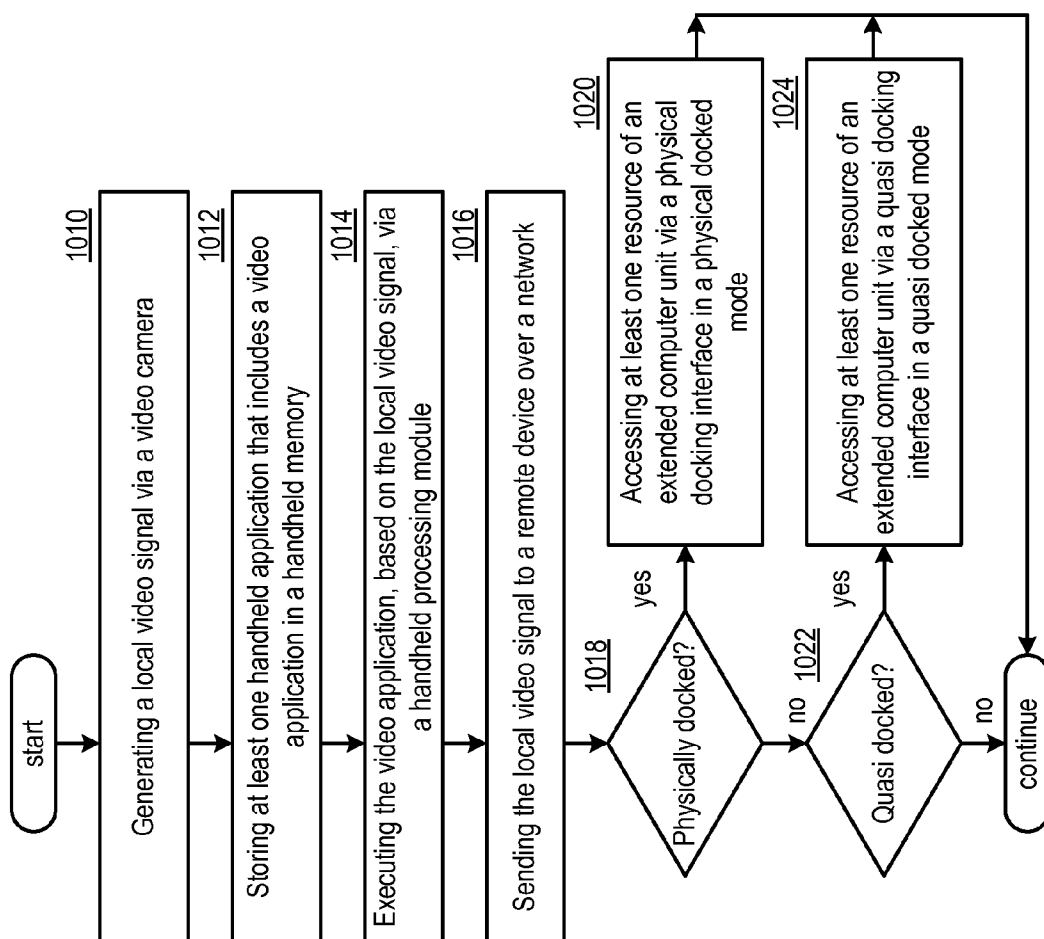 start
1010
Generating a local video signal via a video camera
1012
Storing at least one handheld application that includes a video
application in a handheld memory
1014
Executing the video application, based on the local video signal, via
a handheld processing module
1016
Sending the local video signal to a remote device over a network
1018
Physically docked?
yes
no
1020
Accessing at least one resource of an
extended computer unit via a physical
docking interface in a physical docked
mode
1022
Quasi docked?
yes
no
1024
Accessing at least one resource of an
extended computer unit via a quasi docking
interface in a quasi docked mode
continue